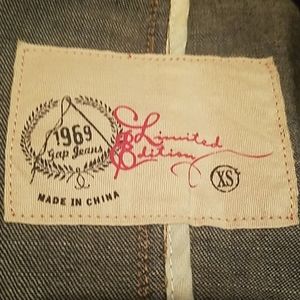 1969
Gap Jeans
Limited
Edition
XS
MADE IN CHINA